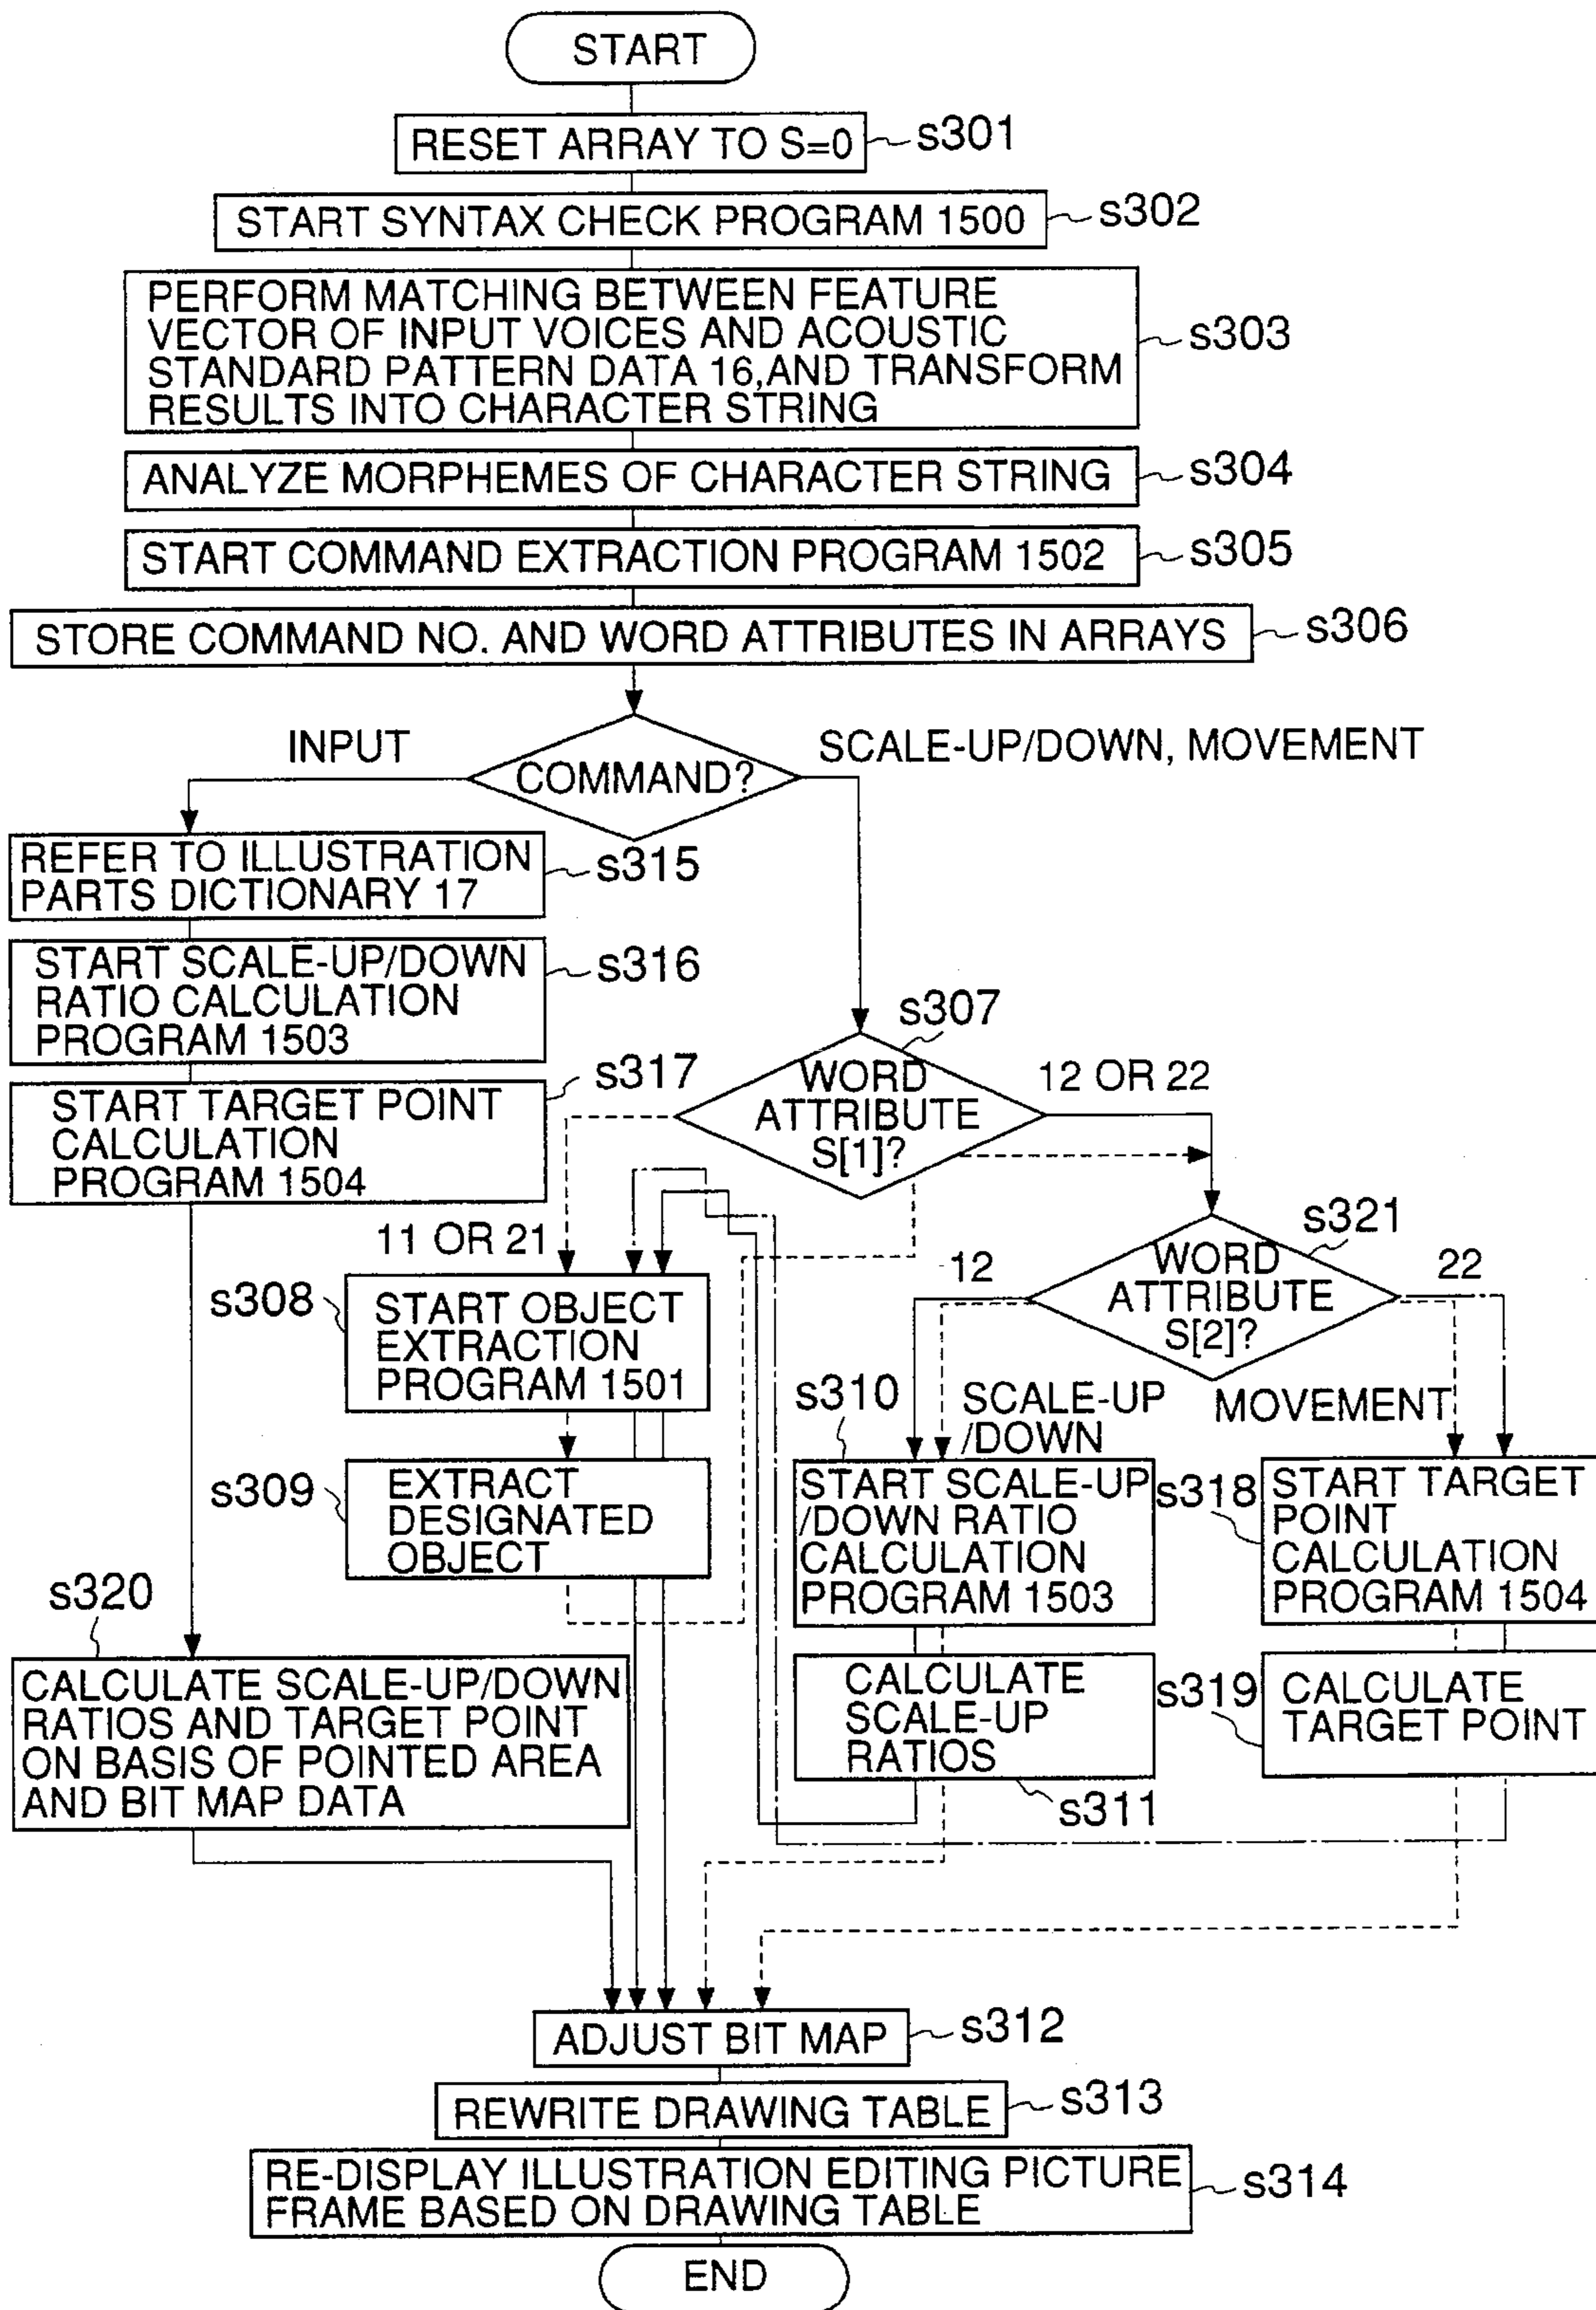 START
RESET ARRAY TO S=0
s301
START SYNTAX CHECK PROGRAM 1500
s302
PERFORM MATCHING BETWEEN FEATURE
VECTOR OF INPUT VOICES AND ACOUSTIC
STANDARD PATTERN DATA 16,AND TRANSFORM
RESULTS INTO CHARACTER STRING
s303
ANALYZE MORPHEMES OF CHARACTER STRING
s304
START COMMAND EXTRACTION PROGRAM 1502
s305
STORE COMMAND NO. AND WORD ATTRIBUTES IN ARRAYS
s306
INPUT
COMMAND?
SCALE-UP/DOWN, MOVEMENT
REFER TO ILLUSTRATION
PARTS DICTIONARY 17
s315
START SCALE-UP/DOWN
RATIO CALCULATION
PROGRAM 1503
s316
START TARGET POINT
CALCULATION
PROGRAM 1504
s317
s307
WORD
ATTRIBUTE
S[1]?
12 OR 22
11 OR 21
s308
START OBJECT
EXTRACTION
PROGRAM 1501
s309
EXTRACT
DESIGNATED
OBJECT
s321
WORD
ATTRIBUTE
S[2]?
12
22
s310
SCALE-UP
/DOWN
MOVEMENT
START SCALE-UP
/DOWN RATIO
CALCULATION
PROGRAM 1503
s318
START TARGET
POINT
CALCULATION
PROGRAM 1504
s320
CALCULATE SCALE-UP/DOWN
RATIOS AND TARGET POINT
ON BASIS OF POINTED AREA
AND BIT MAP DATA
CALCULATE
SCALE-UP
RATIOS
s311
s319
CALCULATE
TARGET POINT
ADJUST BIT MAP
s312
REWRITE DRAWING TABLE
s313
RE-DISPLAY ILLUSTRATION EDITING PICTURE
FRAME BASED ON DRAWING TABLE
s314
END